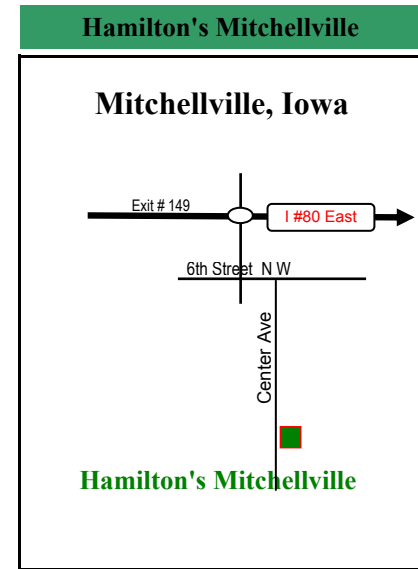 Hamilton's Mitchellville
Mitchellville, Iowa
Exit # 149
I #80 East
6th Street N W
Center Ave
Hamilton's Mitchellville